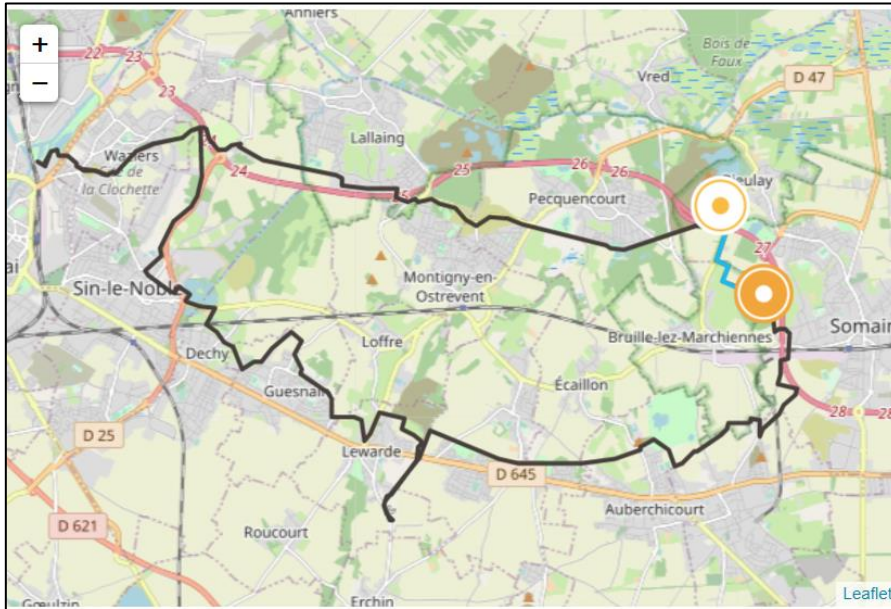 Anniers
+
−
22
23
Bois de
Faux
D 47
Vred
23
Waziers
de
la Clochette
Lallaing
24
25
26
26
Pecquencourt
27
Sin-le-Noble
Montigny-en-
Ostrevent
Somain
Bruille-lez-Marchiennes
Dechy
Loffre
Écaillon
Guesnain
28
28
D 25
Lewarde
D 645
Auberchicourt
D 621
Roucourt
Erchin
Gœulzin
Leaflet